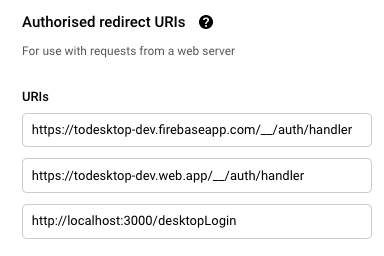 Authorised redirect URIs ?
For use with requests from a web server
URIs
https://todesktop-dev.firebaseapp.com/__/auth/handler
https://todesktop-dev.web.app/__/auth/handler
http://localhost:3000/desktopLogin